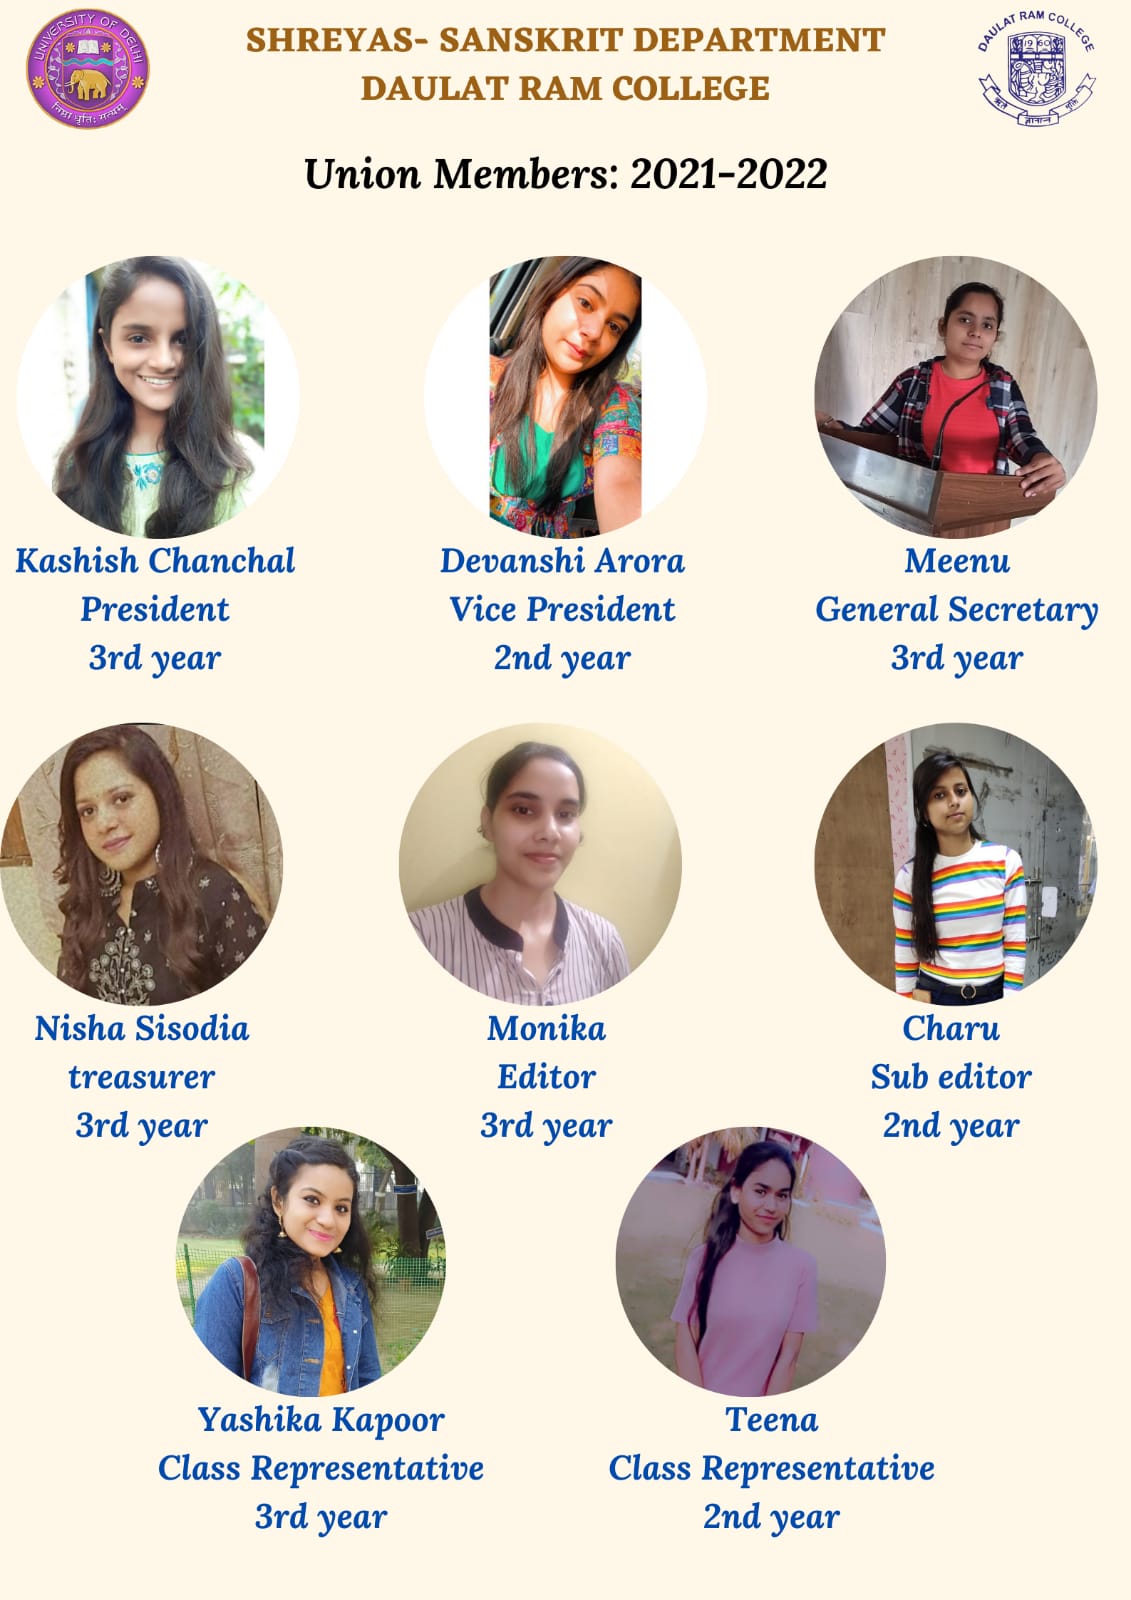 UNIVERSITY OF DELHI
निष्ठा धृतिः सत्यम्
SHREYAS- SANSKRIT DEPARTMENT
DAULAT RAM COLLEGE
DAULAT RAM COLLEGE
1960
Union Members: 2021-2022
Kashish Chanchal
President
3rd year
Devanshi Arora
Vice President
2nd year
Meenu
General Secretary
3rd year
Nisha Sisodia
treasurer
3rd year
Monika
Editor
3rd year
Charu
Sub editor
2nd year
Yashika Kapoor
Class Representative
3rd year
Teena
Class Representative
2nd year